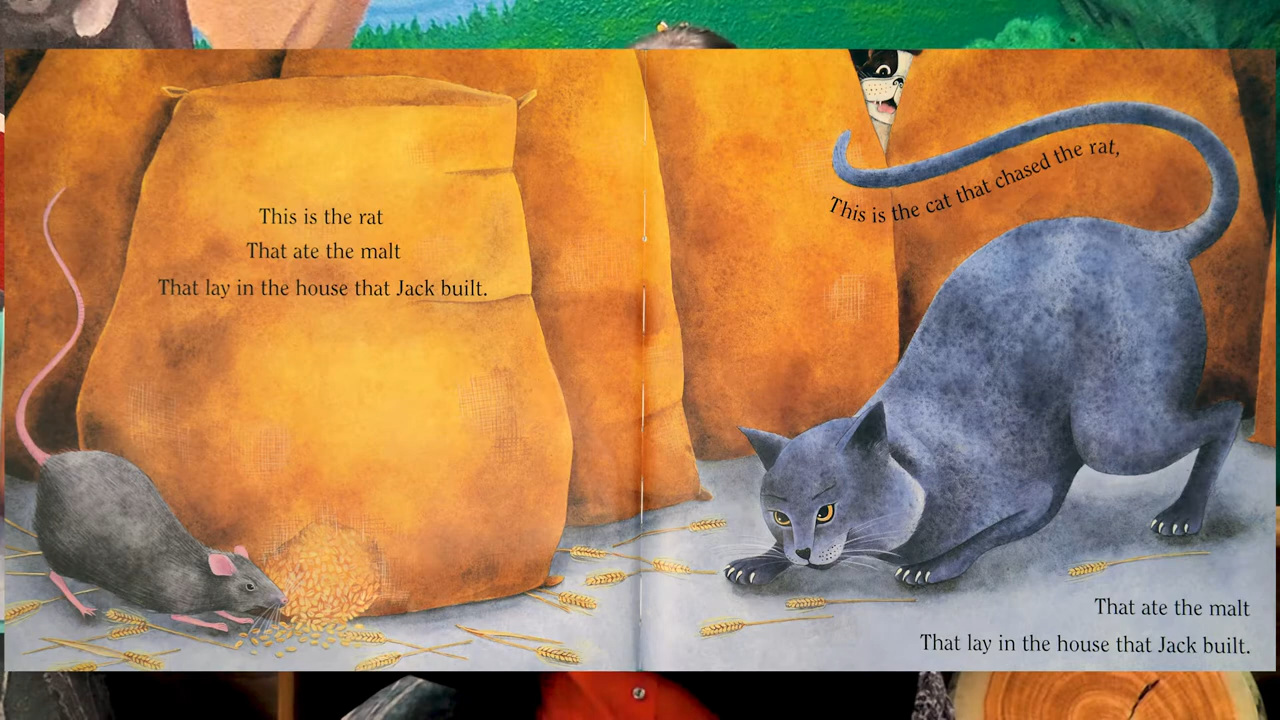 This is the rat
That ate the malt
That lay in the house that Jack built.
This is the cat that chased the rat,
That ate the malt
That lay in the house that Jack built.